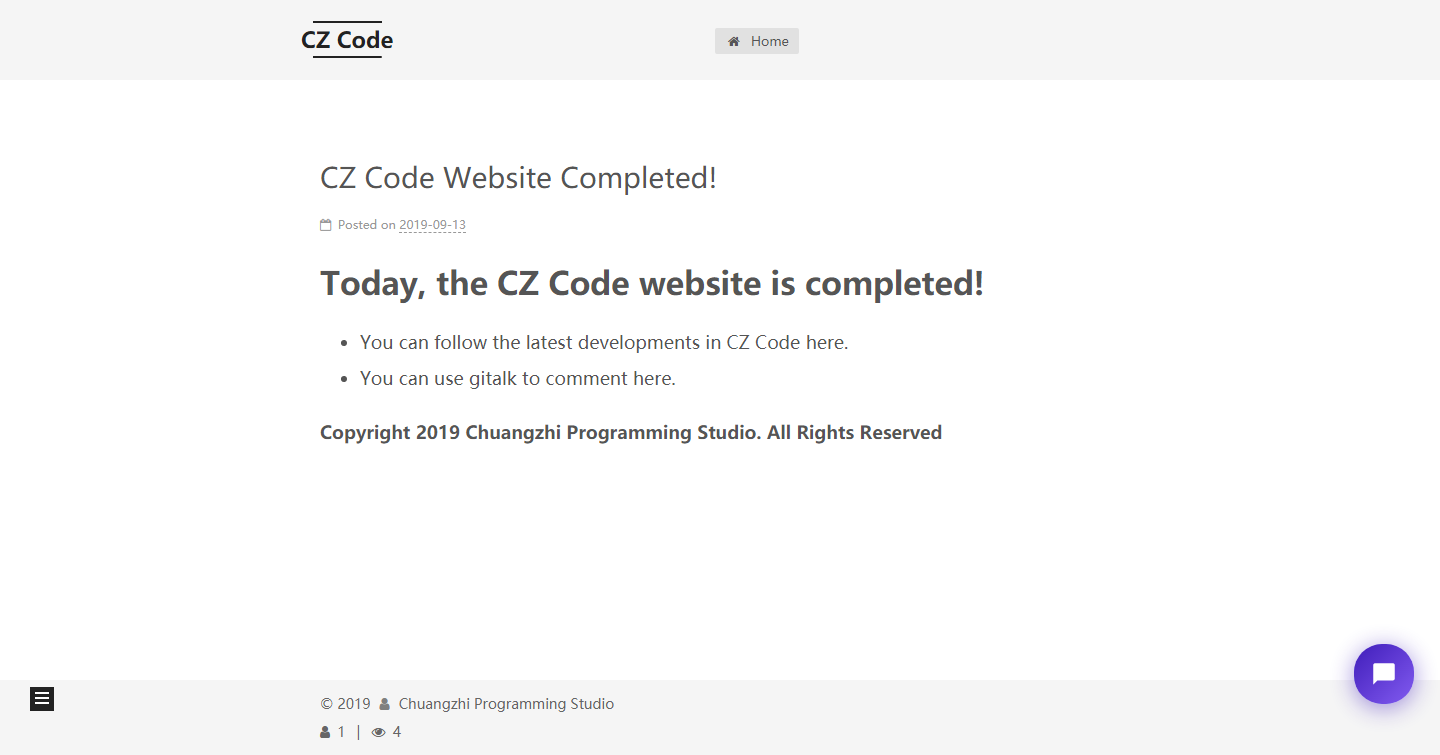 CZ Code
Home
CZ Code Website Completed!
Posted on 2019-09-13
Today, the CZ Code website is completed!
• You can follow the latest developments in CZ Code here.
• You can use gitalk to comment here.
Copyright 2019 Chuangzhi Programming Studio. All Rights Reserved
© 2019 Chuangzhi Programming Studio
1 | 4